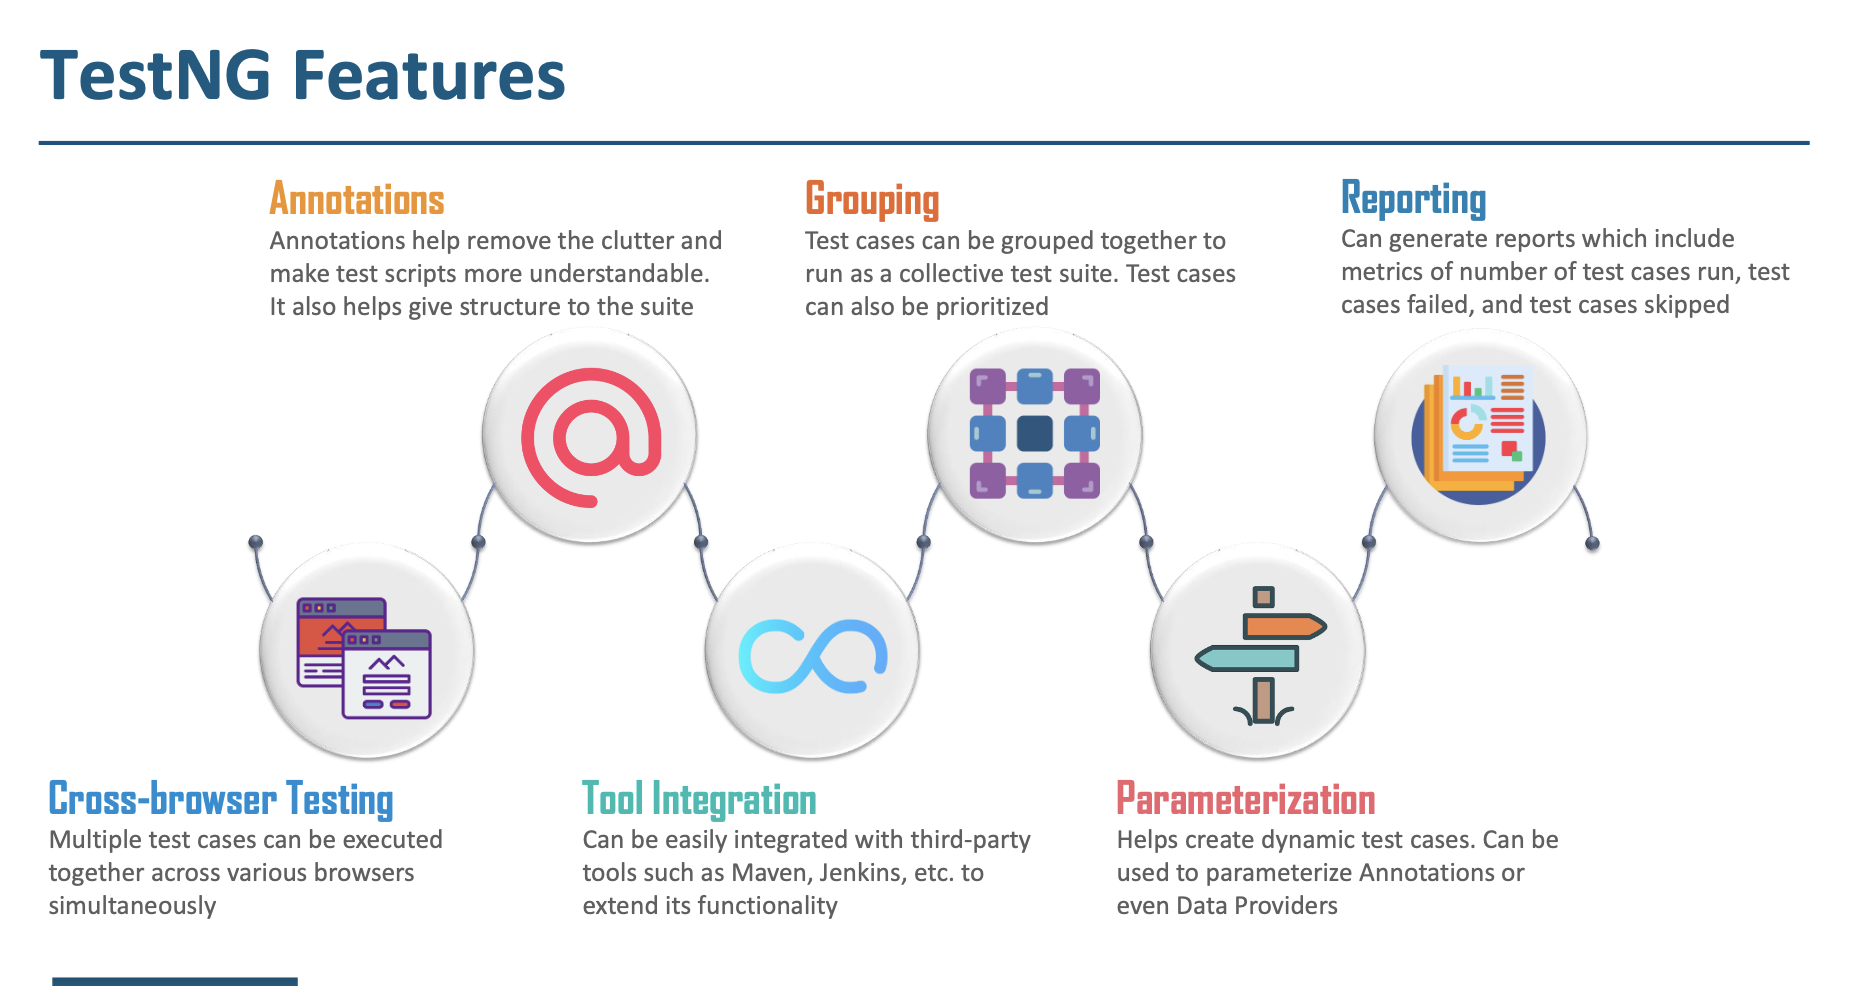 TestNG Features
Annotations
Annotations help remove the clutter and
make test scripts more understandable.
It also helps give structure to the suite
Grouping
Test cases can be grouped together to
run as a collective test suite. Test cases
can also be prioritized
Reporting
Can generate reports which include
metrics of number of test cases run, test
cases failed, and test cases skipped
Cross-browser Testing
Multiple test cases can be executed
together across various browsers
simultaneously
Tool Integration
Can be easily integrated with third-party
tools such as Maven, Jenkins, etc. to
extend its functionality
Parameterization
Helps create dynamic test cases. Can be
used to parameterize Annotations or
even Data Providers